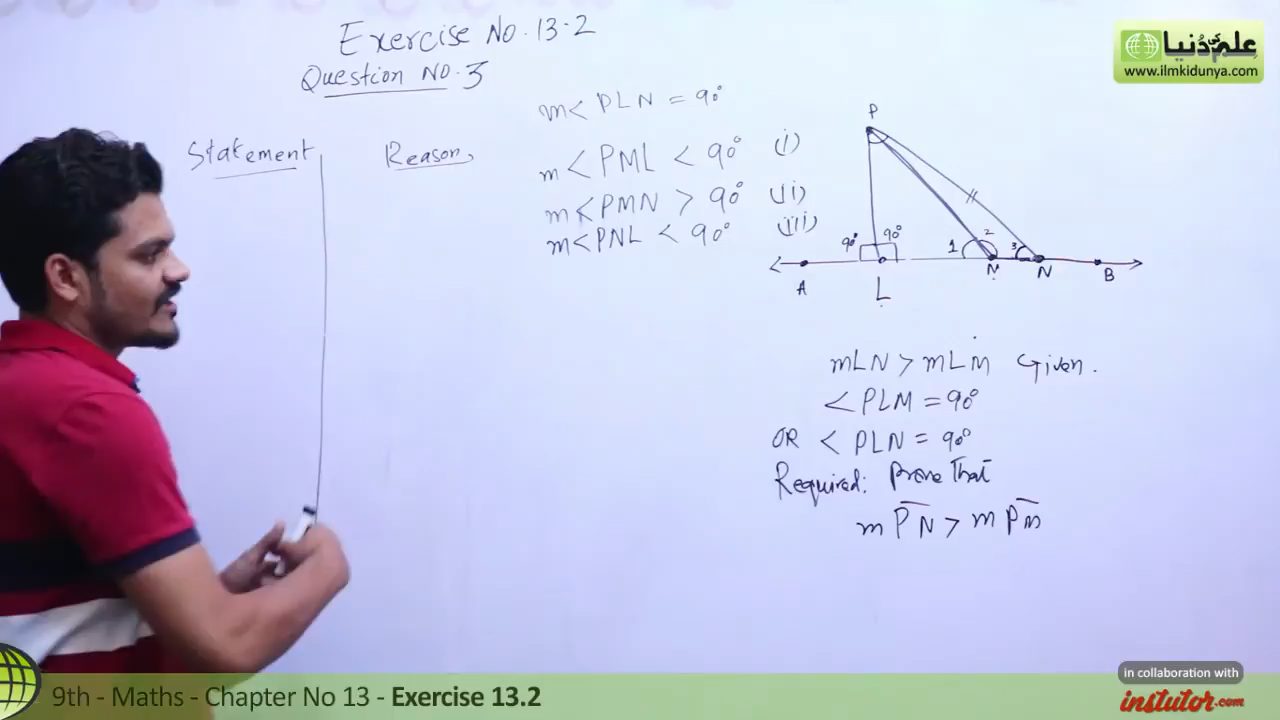 Exercise No. 13-2
Question No. 3
Statement
Reason
m< PLN = 90°
m< PML < 90° (i)
m< PMN > 90° (ii)
m< PNL < 90° (iii)
P
90° 90° 1 2 3
A L M N B
mLN > mLM Given.
< PLM = 90°
OR < PLN = 90°
Required: Prove That
m PN > m PM
علم کی دُنیا
www.ilmkidunya.com
9th - Maths - Chapter No 13 - Exercise 13.2
in collaboration with
instutor.com